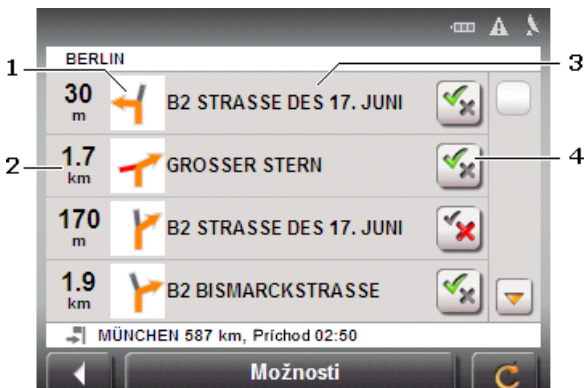 BERLIN
1
3
30 m B2 STRASSE DES 17. JUNI
2
4
1.7 km GROSSER STERN
170 m B2 STRASSE DES 17. JUNI
1.9 km B2 BISMARCKSTRASSE
MÜNCHEN 587 km, Príchod 02:50
Možnosti